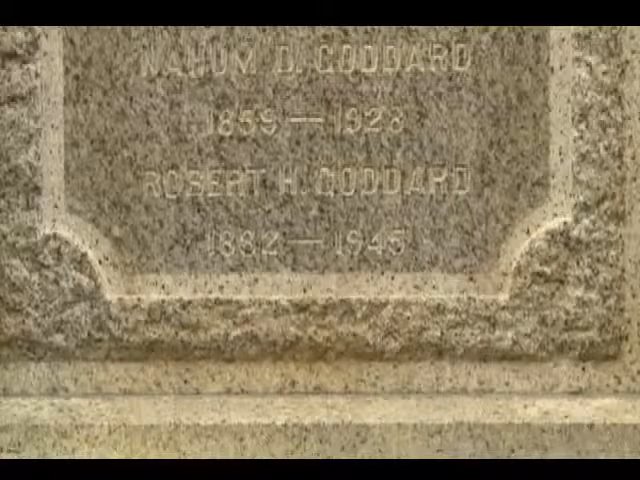 NAHUM D. GODDARD
1859 — 1928
ROBERT H. GODDARD
1882 — 1945